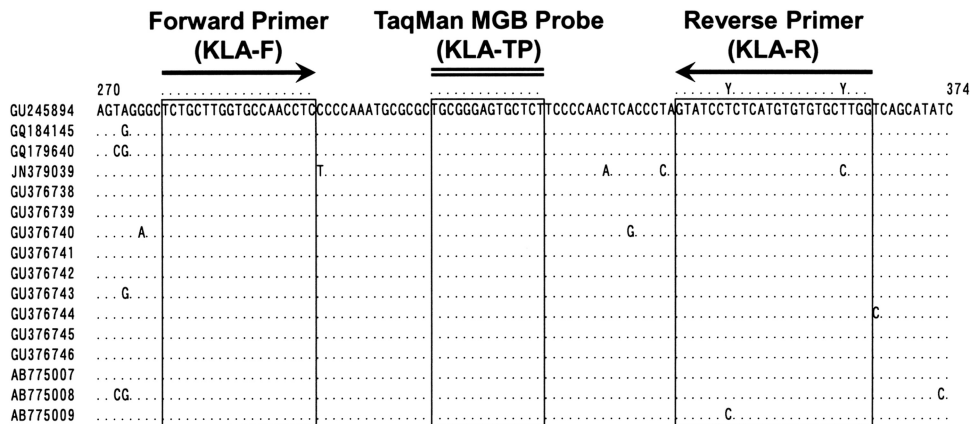 Forward Primer
(KLA-F)
TaqMan MGB Probe
(KLA-TP)
Reverse Primer
(KLA-R)
270 ................... .............. ......Y.............Y... 374
GU245894 AGTAGGGCTCTGCTTGGTGCCAACCTCCCCCAAATGCGCGCTGCGGGAGTGCTCTTCCCCAACTCACCCTAGTATCCTCTCATGTGTGTGCTTGGTCAGCATATC
GQ184145 ...G.....................................................................................................
GQ179640 ..CG.....................................................................................................
JN379039 ...........................T..................................A......C.....................C.............
GU376738 .........................................................................................................
GU376739 .........................................................................................................
GU376740 .....A...........................................................G.......................................
GU376741 .........................................................................................................
GU376742 .........................................................................................................
GU376743 ...G.....................................................................................................
GU376744 ...............................................................................................C.........
GU376745 .........................................................................................................
GU376746 .........................................................................................................
AB775007 .........................................................................................................
AB775008 ..CG...................................................................................................C.
AB775009 .............................................................................C...........................